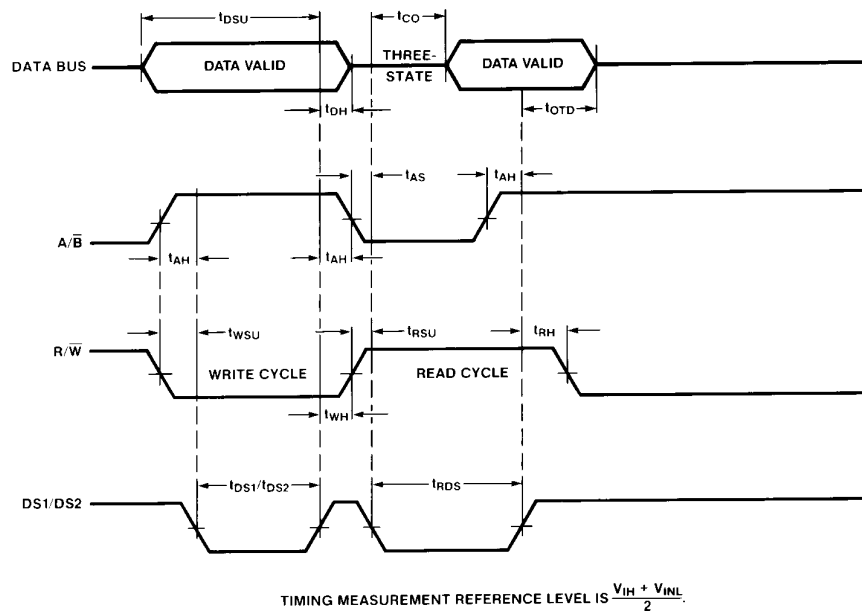 tDSU
tCO
DATA BUS
DATA VALID
THREE-
STATE
DATA VALID
tDH
tOTD
tAS
tAH
A/B̅
tAH
tAH
tWSU
tRSU
tRH
R/W̅
WRITE CYCLE
READ CYCLE
tWH
tDS1/tDS2
tRDS
DS1/DS2
TIMING MEASUREMENT REFERENCE LEVEL IS (VIH + VINL)/2.